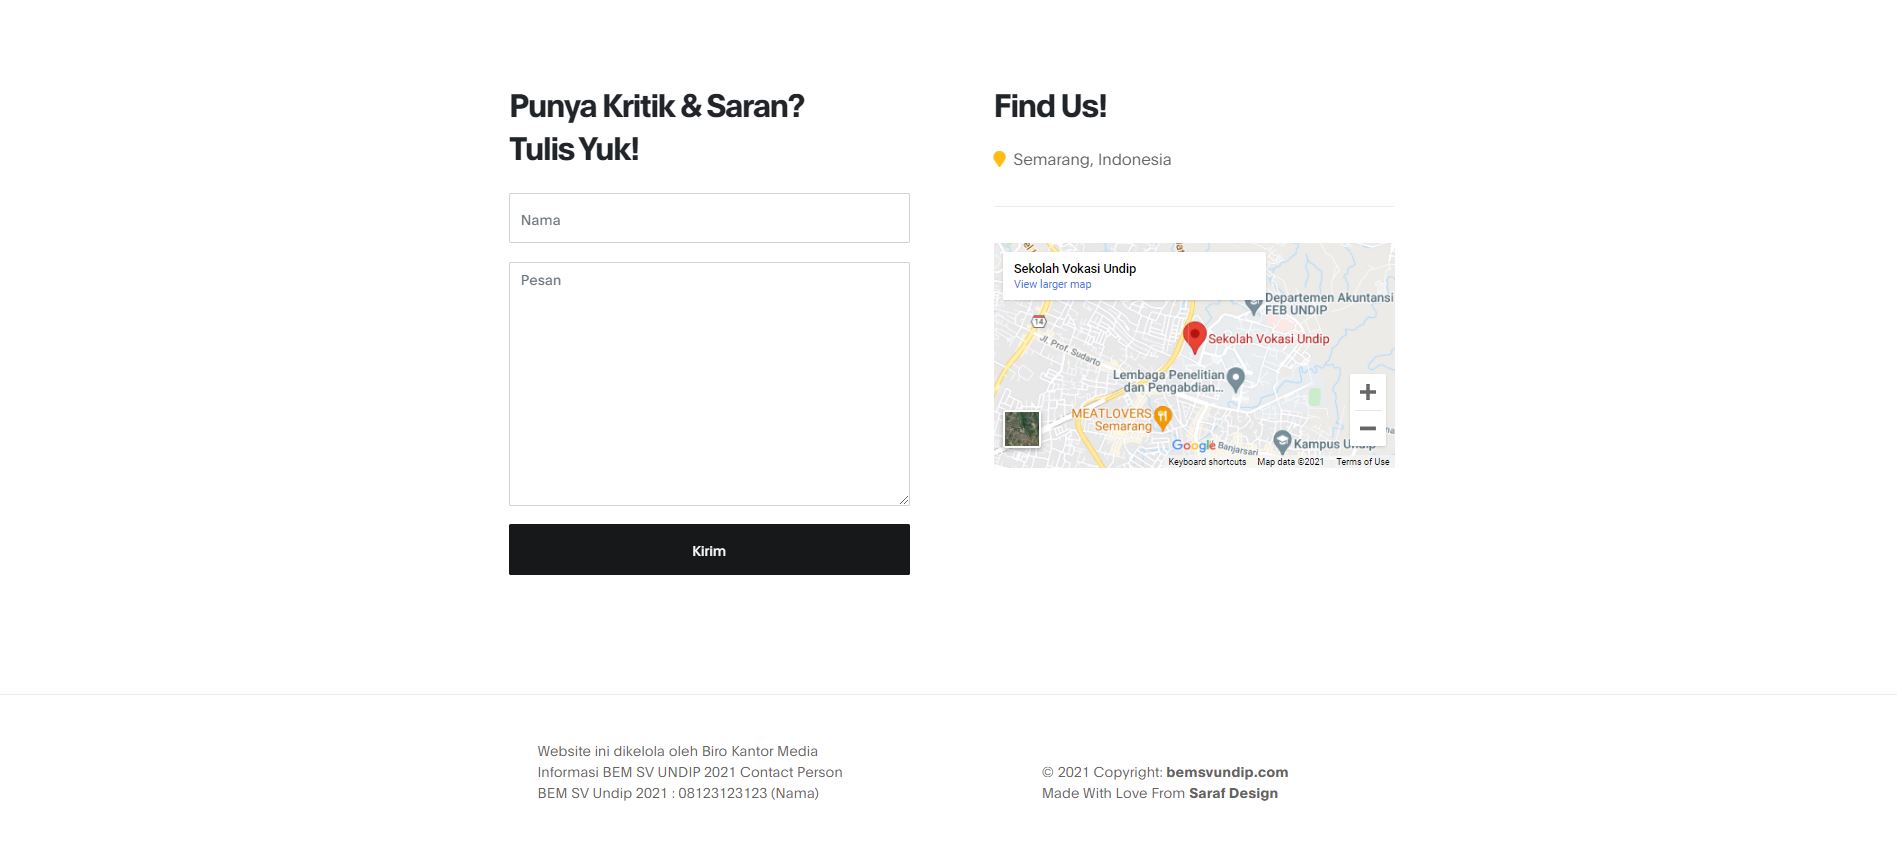 Punya Kritik & Saran?
Tulis Yuk!
Nama
Pesan
Kirim
Find Us!
Semarang, Indonesia
Sekolah Vokasi Undip
View larger map
Departemen Akuntansi
FEB UNDIP
14
Jl. Prof. Sudarto
Sekolah Vokasi Undip
Lembaga Penelitian
dan Pengabdian...
MEATLOVERS
Semarang
Google
Banjarsari
Kampus Undip
Keyboard shortcuts
Map data ©2021
Terms of Use
Website ini dikelola oleh Biro Kantor Media
Informasi BEM SV UNDIP 2021 Contact Person
BEM SV Undip 2021 : 08123123123 (Nama)
© 2021 Copyright: bemsvundip.com
Made With Love From Saraf Design